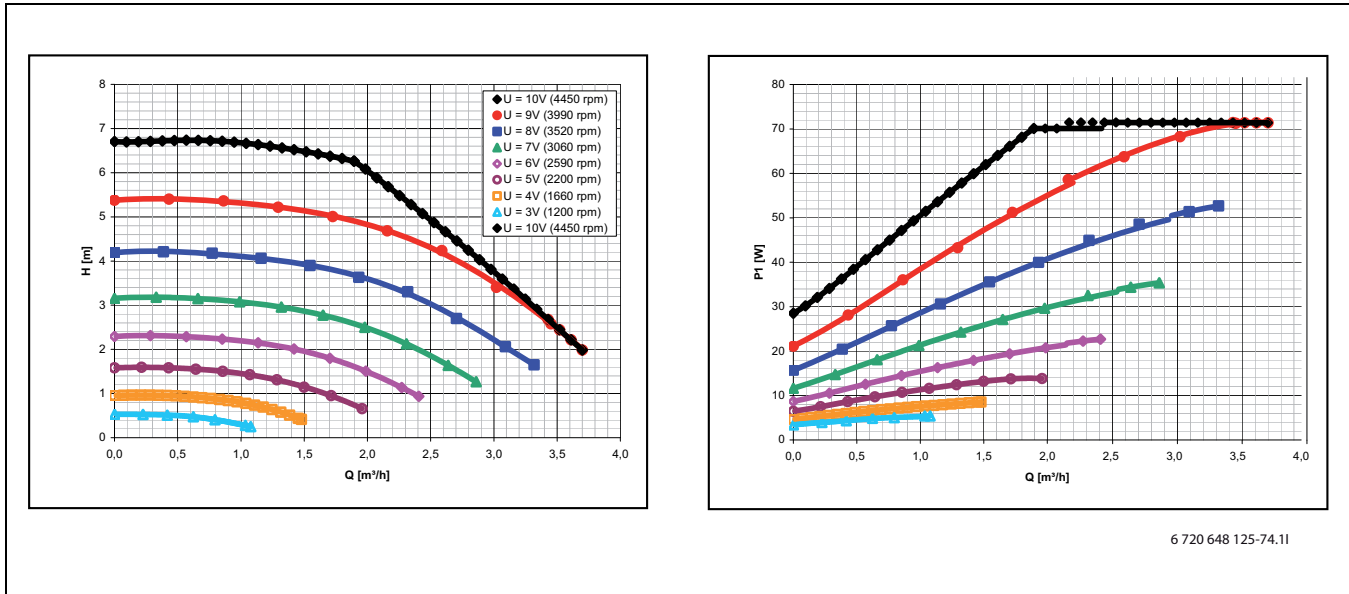 8
7
6
5
4
3
2
1
0
H [m]
0,0 0,5 1,0 1,5 2,0 2,5 3,0 3,5 4,0
Q [m³/h]
U = 10V (4450 rpm)
U = 9V (3990 rpm)
U = 8V (3520 rpm)
U = 7V (3060 rpm)
U = 6V (2590 rpm)
U = 5V (2200 rpm)
U = 4V (1660 rpm)
U = 3V (1200 rpm)
U = 10V (4450 rpm)
80
70
60
50
40
30
20
10
0
P1 [W]
0,0 0,5 1,0 1,5 2,0 2,5 3,0 3,5 4,0
Q [m³/h]
6 720 648 125-74.1I